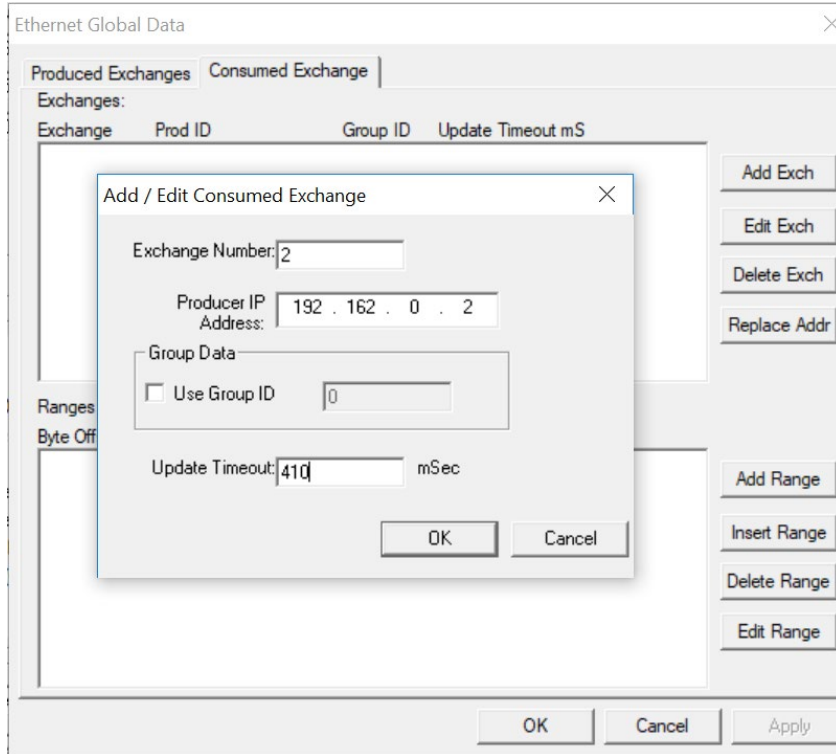 Ethernet Global Data
Produced Exchanges Consumed Exchange
Exchanges:
Exchange Prod ID Group ID Update Timeout mS
Add Exch
Add / Edit Consumed Exchange
Edit Exch
Exchange Number: 2
Delete Exch
Producer IP Address: 192 . 162 . 0 . 2
Replace Addr
Group Data
Use Group ID 0
Ranges
Byte Off
Update Timeout: 410 mSec
Add Range
OK Cancel
Insert Range
Delete Range
Edit Range
OK Cancel Apply